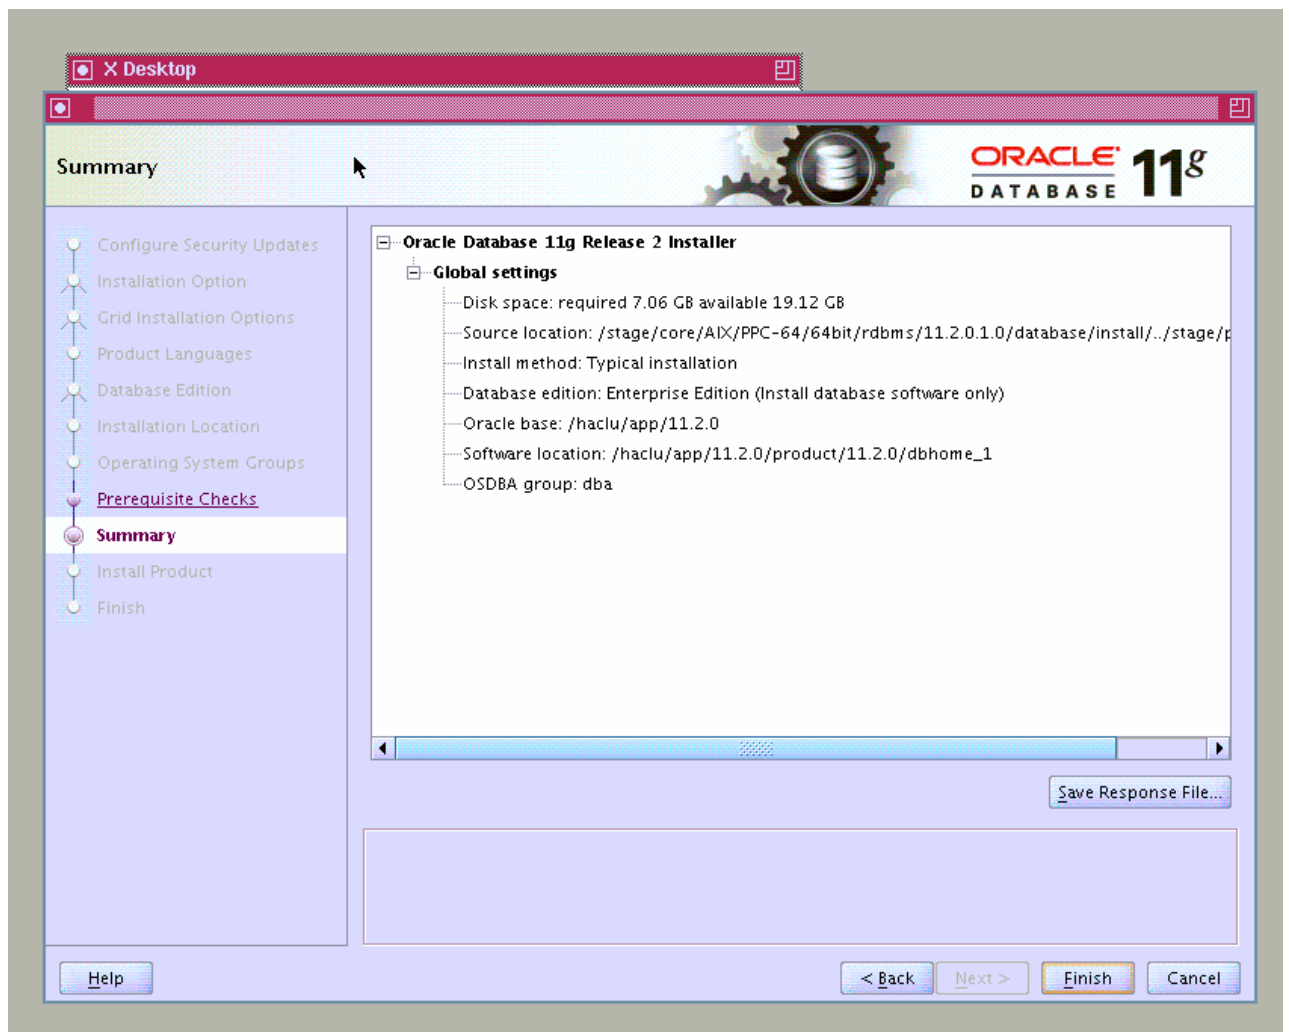 X Desktop
Summary
ORACLE
DATABASE
11g
Configure Security Updates
Installation Option
Grid Installation Options
Product Languages
Database Edition
Installation Location
Operating System Groups
Prerequisite Checks
Summary
Install Product
Finish
Oracle Database 11g Release 2 Installer
Global settings
Disk space: required 7.06 GB available 19.12 GB
Source location: /stage/core/AIX/PPC-64/64bit/rdbms/11.2.0.1.0/database/install/../stage/p
Install method: Typical installation
Database edition: Enterprise Edition (Install database software only)
Oracle base: /haclu/app/11.2.0
Software location: /haclu/app/11.2.0/product/11.2.0/dbhome_1
OSDBA group: dba
Save Response File...
Help
< Back
Next >
Finish
Cancel